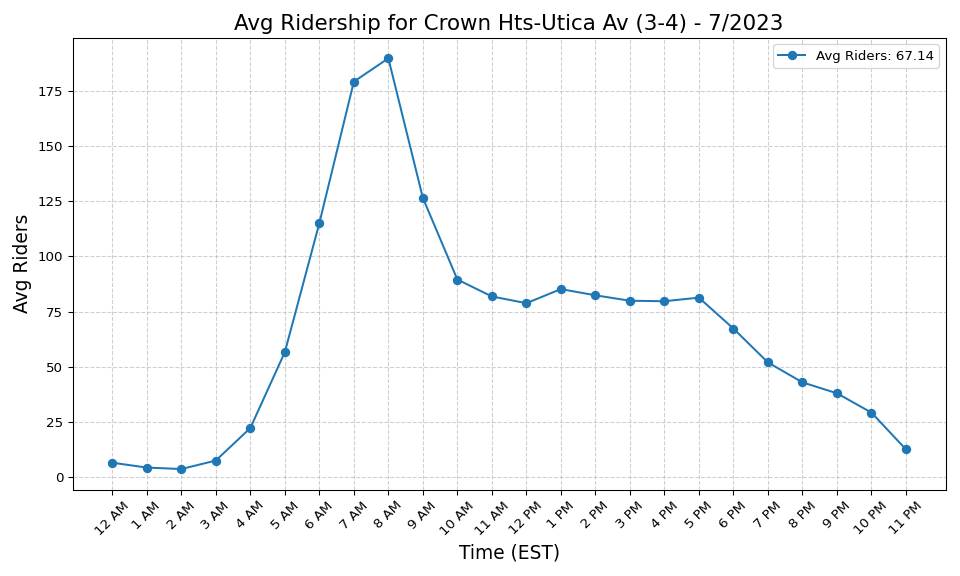 Avg Ridership for Crown Hts-Utica Av (3-4) - 7/2023
Avg Riders: 67.14
Avg Riders
175
150
125
100
75
50
25
0
12 AM
1 AM
2 AM
3 AM
4 AM
5 AM
6 AM
7 AM
8 AM
9 AM
10 AM
11 AM
12 PM
1 PM
2 PM
3 PM
4 PM
5 PM
6 PM
7 PM
8 PM
9 PM
10 PM
11 PM
Time (EST)